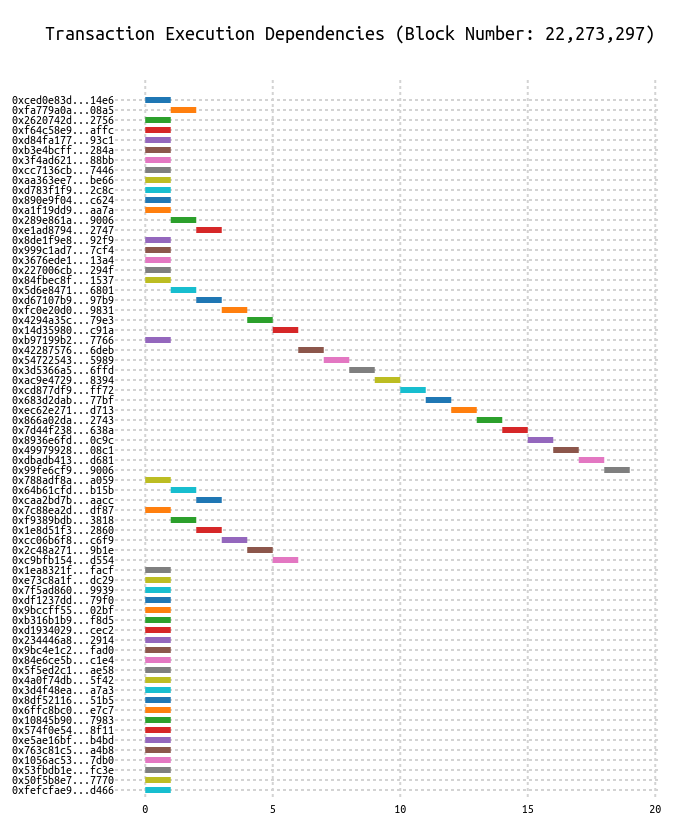 Transaction Execution Dependencies (Block Number: 22,273,297)
0xced0e83d...14e6
0xfa779a0a...08a5
0x2620742d...2756
0xf64c58e9...affc
0xd84fa177...93c1
0xb3e4bcff...284a
0x3f4ad621...88bb
0xcc7136cb...7446
0xaa363ee7...be66
0xd783f1f9...2c8c
0x890e9f04...c624
0xa1f19dd9...aa7a
0x289e861a...9006
0xe1ad8794...2747
0x8de1f9e8...92f9
0x999c1ad7...7cf4
0x3676ede1...13a4
0x227006cb...294f
0x84fbec8f...1537
0x5d6e8471...6801
0xd67107b9...97b9
0xfc0e20d0...9831
0x4294a35c...79e3
0x14d35980...c91a
0xb97199b2...7766
0x42287576...6deb
0x54722543...5989
0x3d5366a5...6ffd
0xac9e4729...8394
0xcd877df9...ff72
0x683d2dab...77bf
0xec62e271...d713
0x866a02da...2743
0x7d44f238...638a
0x8936e6fd...0c9c
0x49979928...08c1
0xdbadb413...d681
0x99fe6cf9...9006
0x788adf8a...a059
0x64b61cfd...b15b
0xcaa2bd7b...aacc
0x7c88ea2d...df87
0xf9389bdb...3818
0x1e8d51f3...2860
0xcc06b6f8...c6f9
0x2c48a271...9b1e
0xc9bfb154...d554
0x1ea8321f...facf
0xe73c8a1f...dc29
0x7f5ad860...9939
0xdf1237dd...79f0
0x9bccff55...02bf
0xb316b1b9...f8d5
0xd1934029...cec2
0x234446a8...2914
0x9bc4e1c2...fad0
0x84e6ce5b...c1e4
0x5f5ed2c1...ae58
0x4a0f74db...5f42
0x3d4f48ea...a7a3
0x8df52116...51b5
0x6ffc8bc0...e7c7
0x10845b90...7983
0x574f0e54...8f11
0xe5ae16bf...b4bd
0x763c81c5...a4b8
0x1056ac53...7db0
0x53fbdb1e...fc3e
0x50f5b8e7...7770
0xfefcfae9...d466
0 5 10 15 20